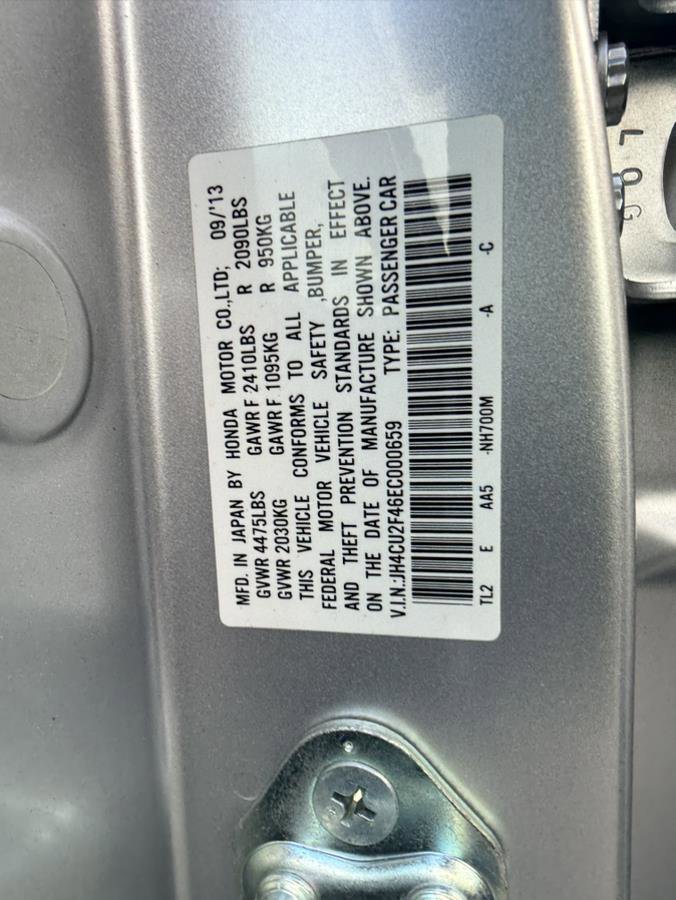 MFD. IN JAPAN BY HONDA MOTOR CO.,LTD; 09/'13
GVWR 4475LBS GAWR F 2410LBS R 2090LBS
GVWR 2030KG GAWR F 1095KG R 950KG
THIS VEHICLE CONFORMS TO ALL APPLICABLE
FEDERAL MOTOR VEHICLE SAFETY ,BUMPER,
AND THEFT PREVENTION STANDARDS IN EFFECT
ON THE DATE OF MANUFACTURE SHOWN ABOVE.
V.I.N.:JH4CU2F46EC000659 TYPE: PASSENGER CAR
TL2 E AA5 -NH700M -A -C
L O G